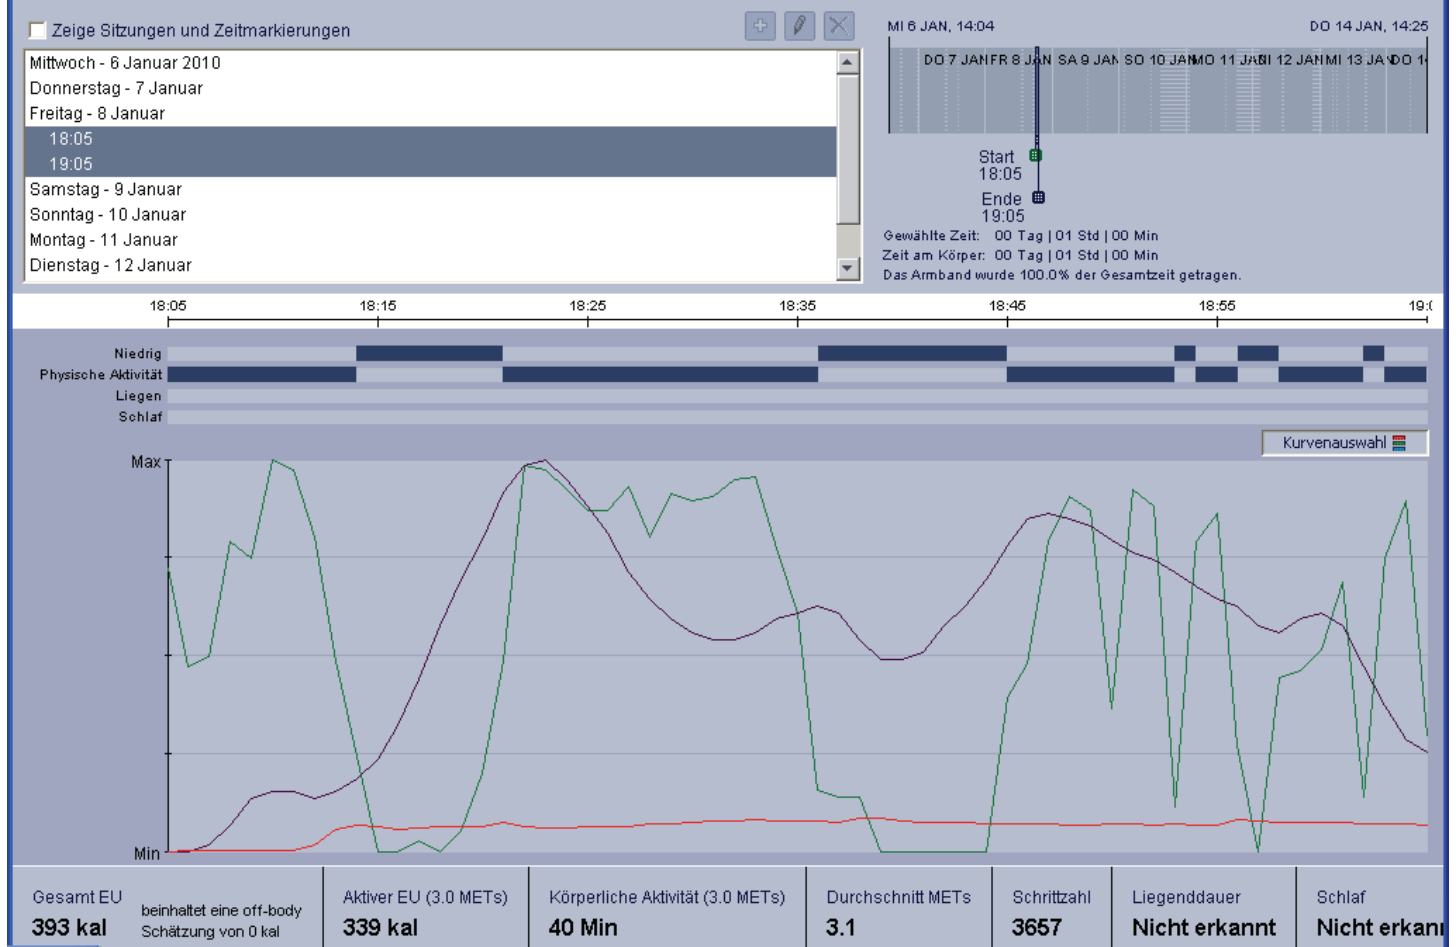 Zeige Sitzungen und Zeitmarkierungen
Mittwoch - 6 Januar 2010
Donnerstag - 7 Januar
Freitag - 8 Januar
18:05
19:05
Samstag - 9 Januar
Sonntag - 10 Januar
Montag - 11 Januar
Dienstag - 12 Januar
MI 6 JAN, 14:04
DO 14 JAN, 14:25
DO 7 JAN FR 8 JAN SA 9 JAN SO 10 JAN MO 11 JAN DI 12 JAN MI 13 JAN DO 1
Start
18:05
Ende
19:05
Gewählte Zeit: 00 Tag | 01 Std | 00 Min
Zeit am Körper: 00 Tag | 01 Std | 00 Min
Das Armband wurde 100.0% der Gesamtzeit getragen.
18:05 18:15 18:25 18:35 18:45 18:55 19:0
Niedrig
Physische Aktivität
Liegen
Schlaf
Kurvenauswahl
Max
Min
Gesamt EU
393 kal
beinhaltet eine off-body
Schätzung von 0 kal
Aktiver EU (3.0 METs)
339 kal
Körperliche Aktivität (3.0 METs)
40 Min
Durchschnitt METs
3.1
Schrittzahl
3657
Liegenddauer
Nicht erkannt
Schlaf
Nicht erkann